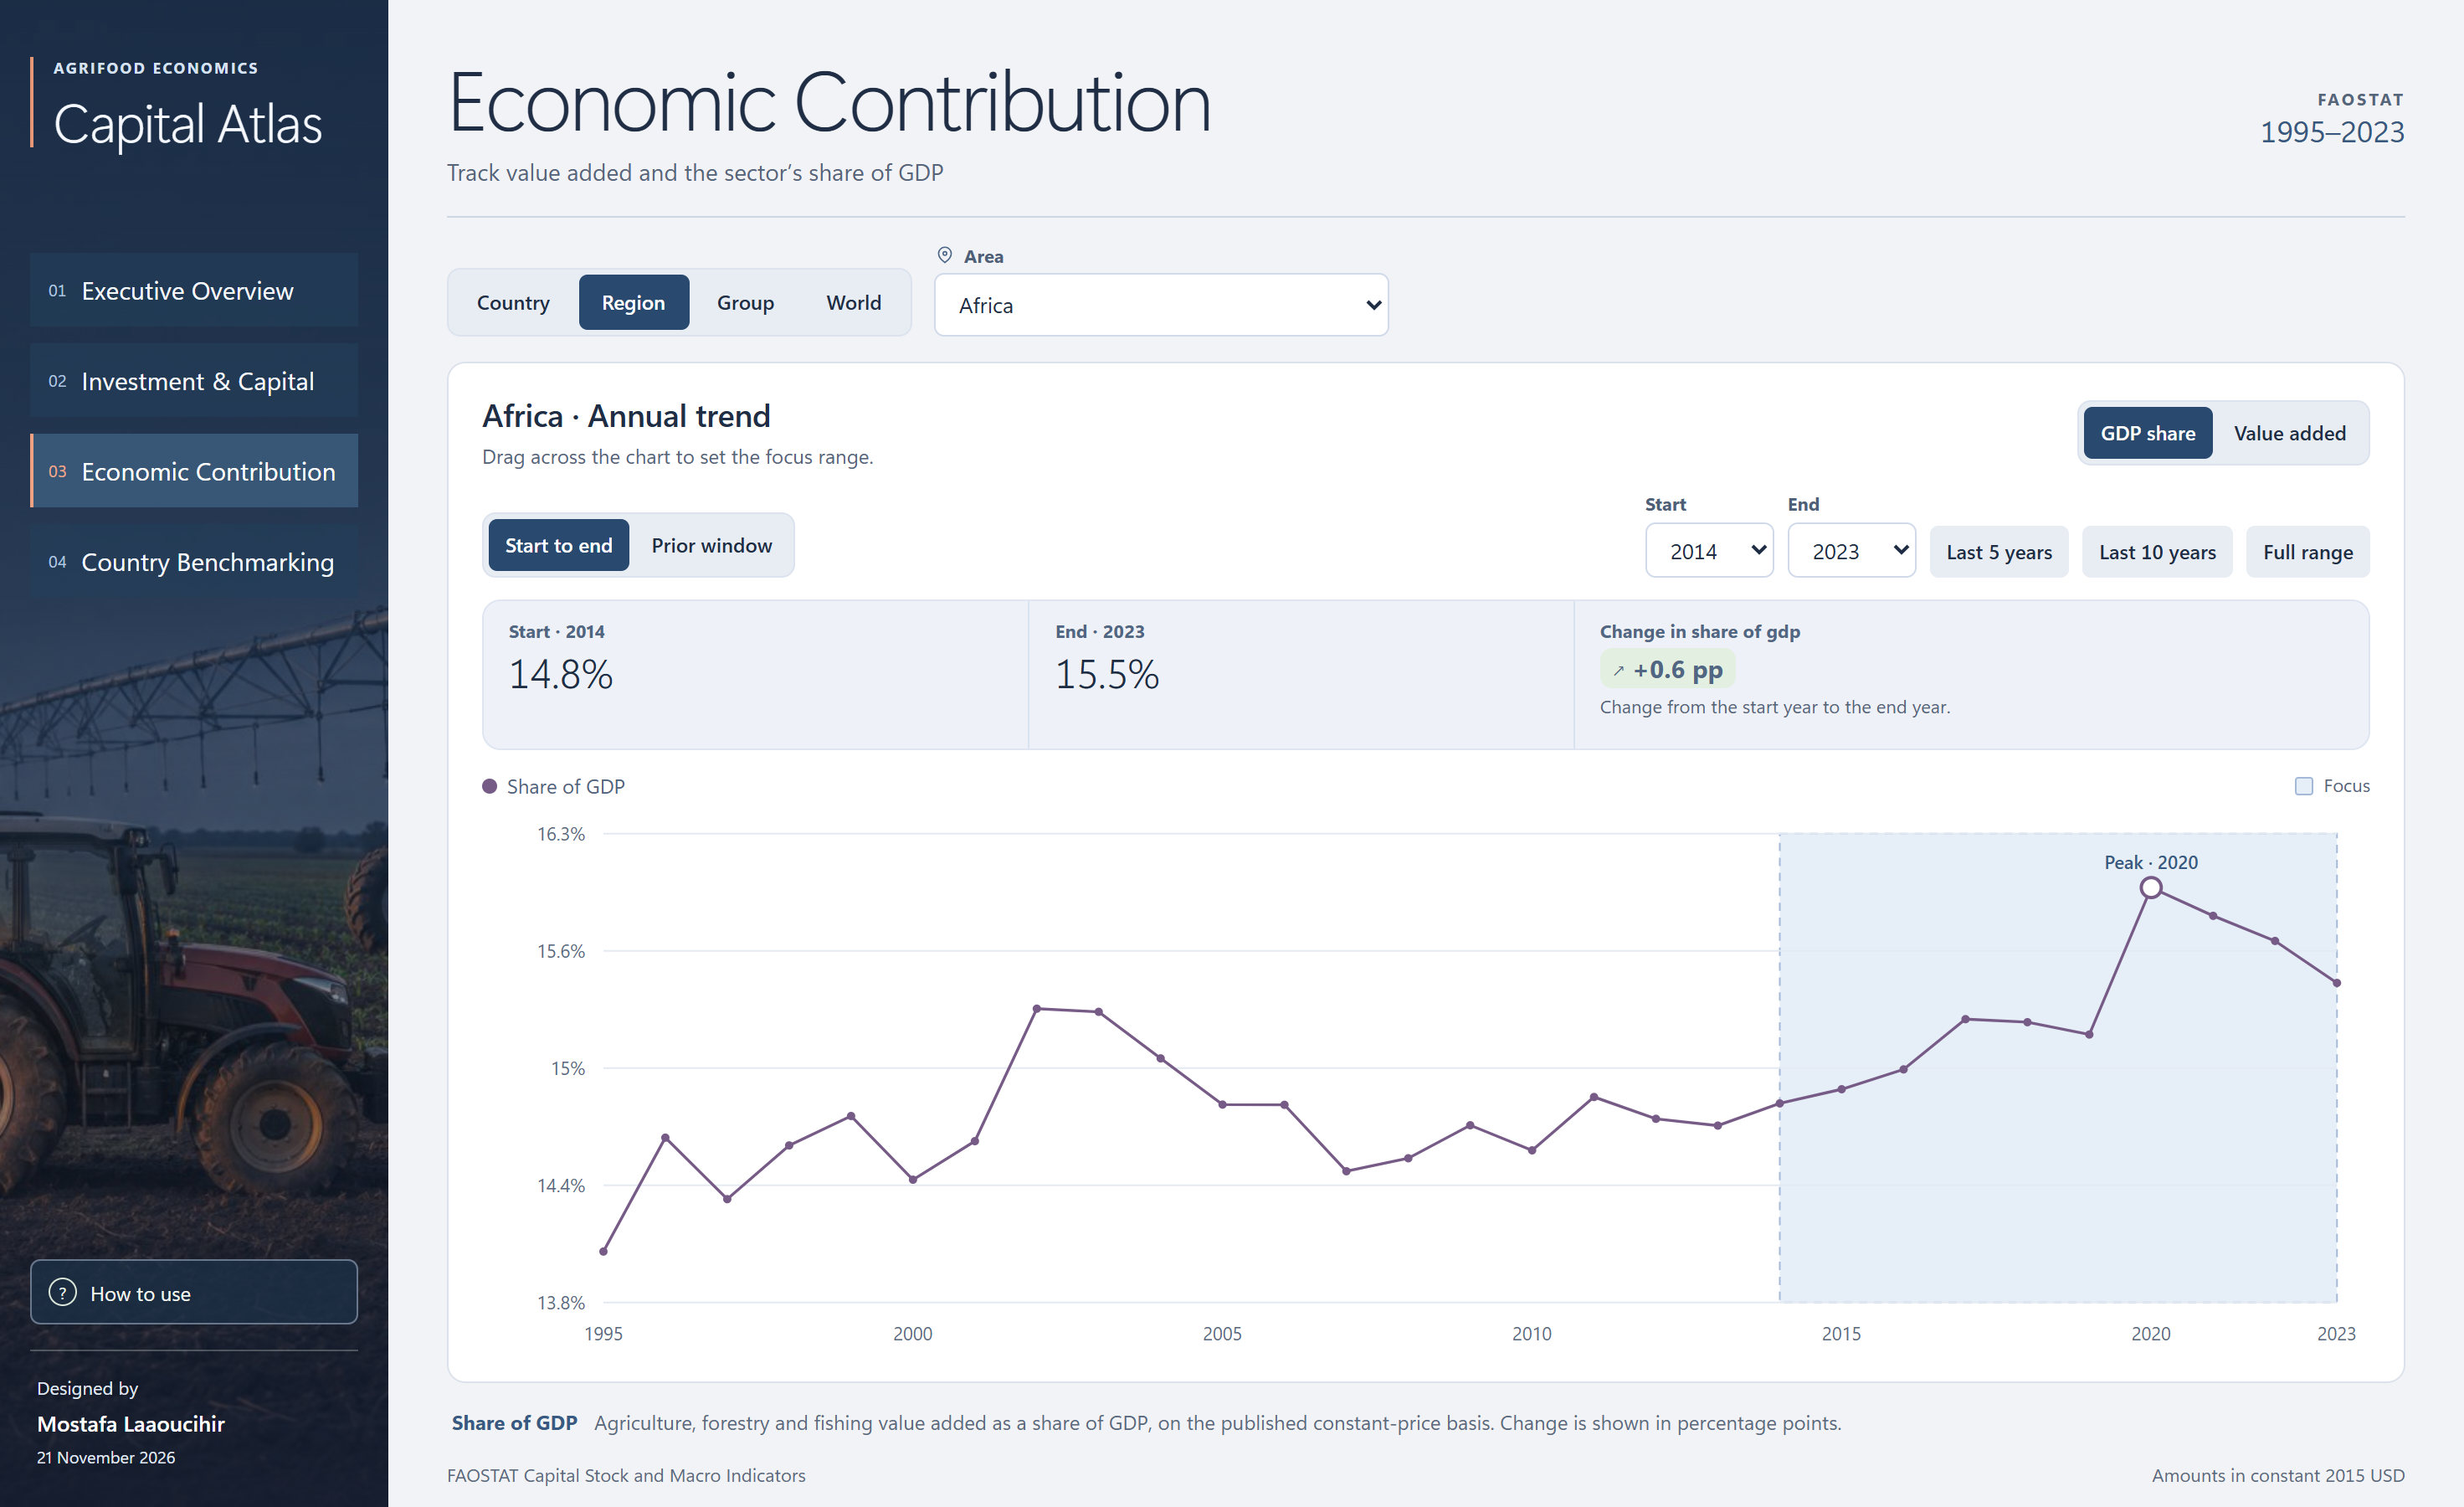 AGRIFOOD ECONOMICS
Capital Atlas
01 Executive Overview
02 Investment & Capital
03 Economic Contribution
04 Country Benchmarking
? How to use
Designed by
Mostafa Laaoucihir
21 November 2026
Economic Contribution
Track value added and the sector’s share of GDP
FAOSTAT
1995–2023
Country Region Group World
Area
Africa
Africa · Annual trend
Drag across the chart to set the focus range.
GDP share Value added
Start to end Prior window
Start End
2014 2023 Last 5 years Last 10 years Full range
Start · 2014
14.8%
End · 2023
15.5%
Change in share of gdp
↗ +0.6 pp
Change from the start year to the end year.
Share of GDP
Focus
16.3%
15.6%
15%
14.4%
13.8%
Peak · 2020
1995 2000 2005 2010 2015 2020 2023
Share of GDP Agriculture, forestry and fishing value added as a share of GDP, on the published constant-price basis. Change is shown in percentage points.
FAOSTAT Capital Stock and Macro Indicators
Amounts in constant 2015 USD